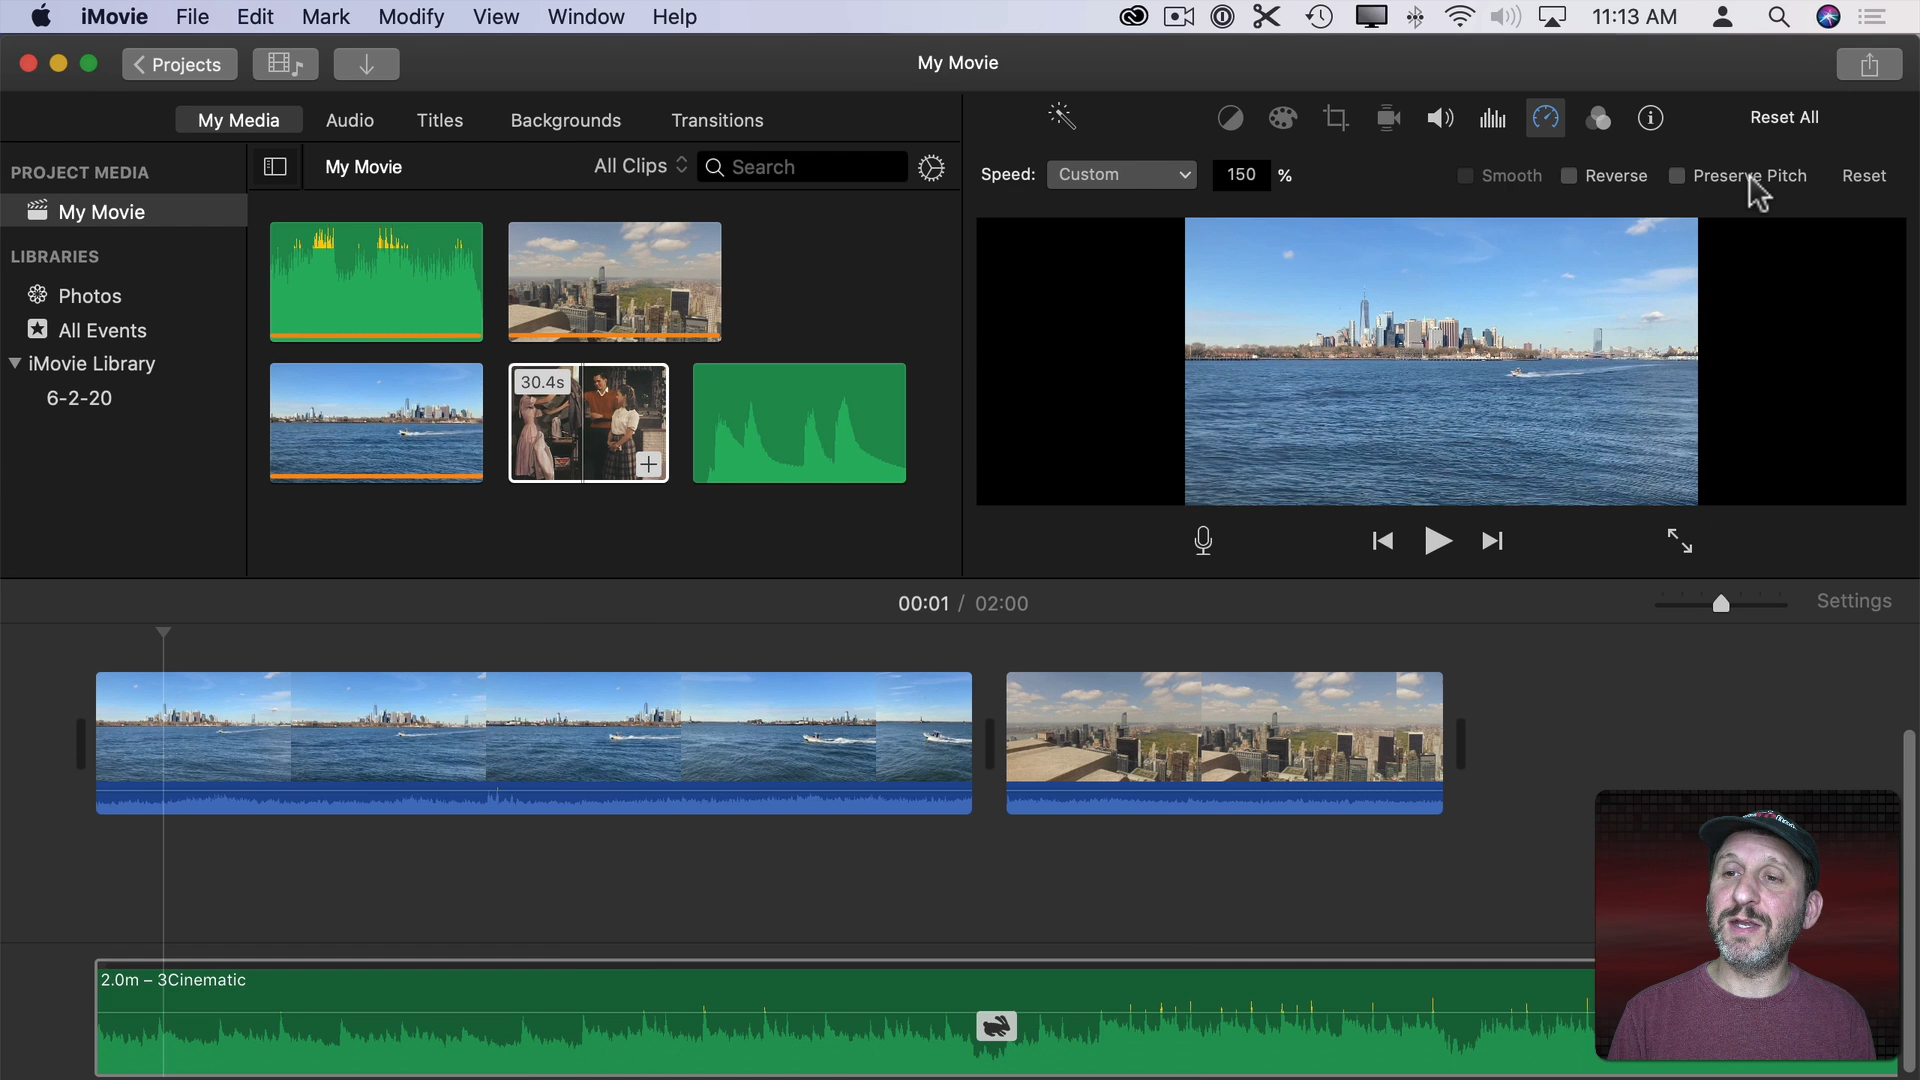 iMovie File Edit Mark Modify View Window Help 11:13 AM
Projects My Movie
My Media Audio Titles Backgrounds Transitions Reset All
PROJECT MEDIA My Movie All Clips Search Speed: Custom 150 % Smooth Reverse Preserve Pitch Reset
My Movie
LIBRARIES
Photos
All Events
iMovie Library
6-2-20
30.4s
00:01 / 02:00 Settings
2.0m – 3Cinematic